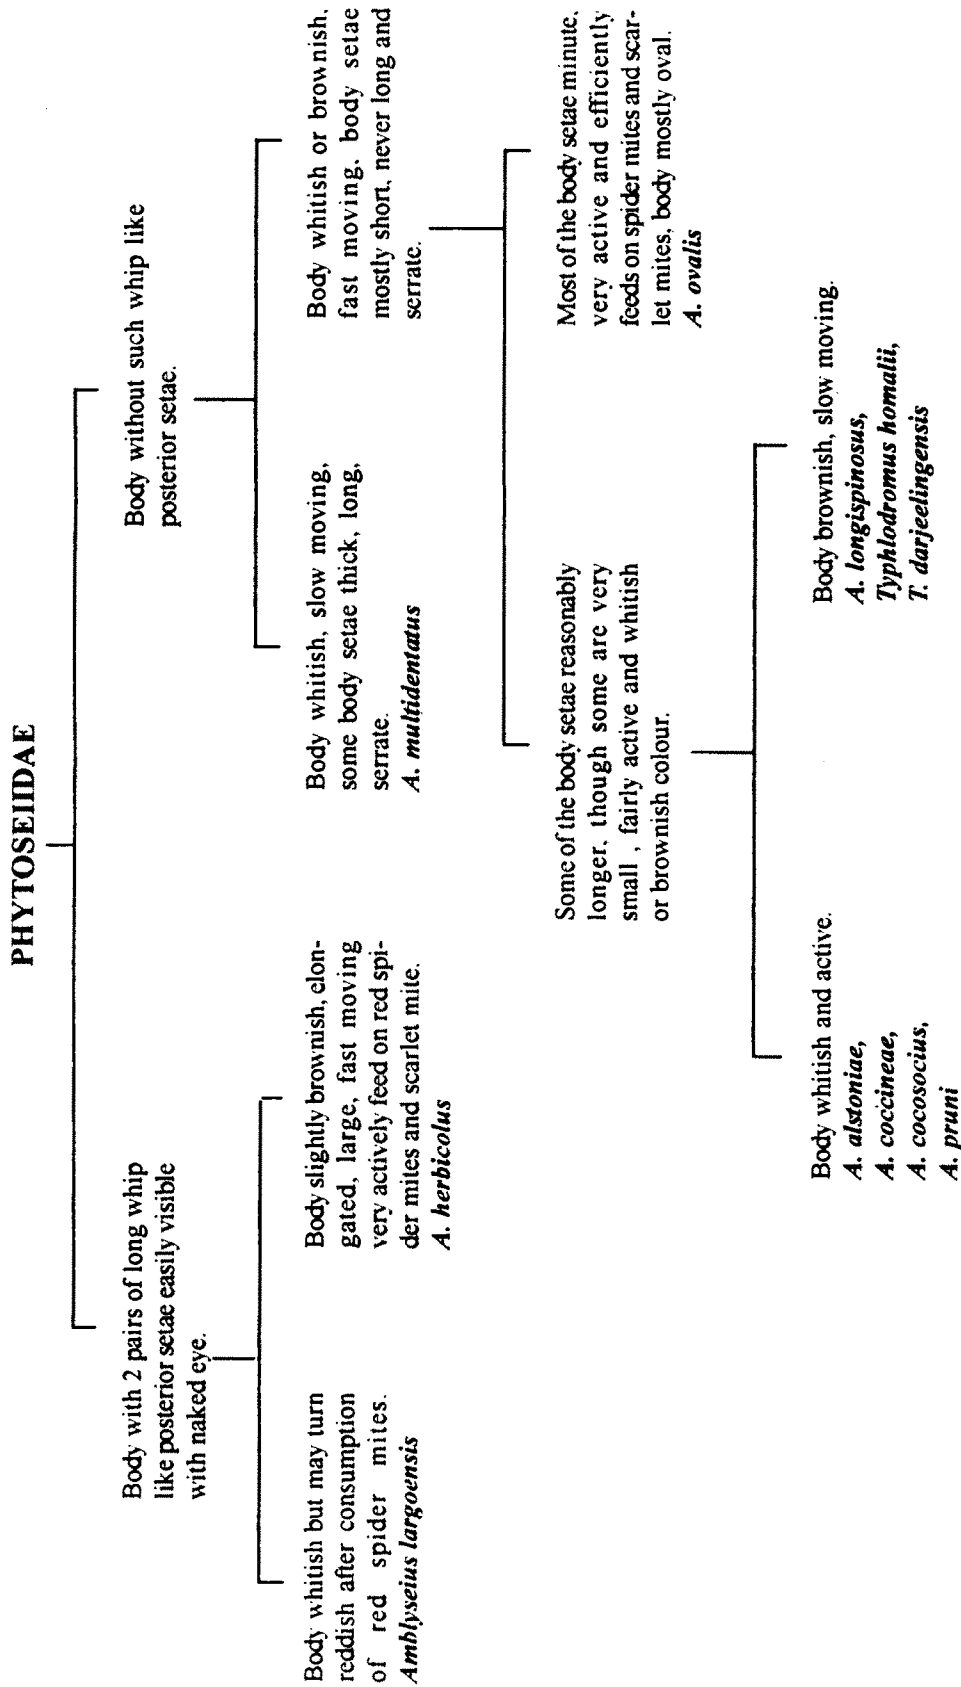 PHYTOSEIIDAE
Body with 2 pairs of long whip
like posterior setae easily visible
with naked eye.
Body without such whip like
posterior setae.
Body whitish but may turn
reddish after consumption
of red spider mites.
Amblyseius largoensis
Body slightly brownish, elon-
gated, large, fast moving
very actively feed on red spi-
der mites and scarlet mite.
A. herbicolus
Body whitish, slow moving,
some body setae thick, long,
serrate.
A. multidentatus
Body whitish or brownish,
fast moving, body setae
mostly short, never long and
serrate.
Some of the body setae reasonably
longer, though some are very
small , fairly active and whitish
or brownish colour.
Most of the body setae minute,
very active and efficiently
feeds on spider mites and scar-
let mites, body mostly oval.
A. ovalis
Body whitish and active.
A. alstoniae,
A. coccineae,
A. cocosocius,
A. pruni
Body brownish, slow moving.
A. longispinosus,
Typhlodromus homalii,
T. darjeelingensis